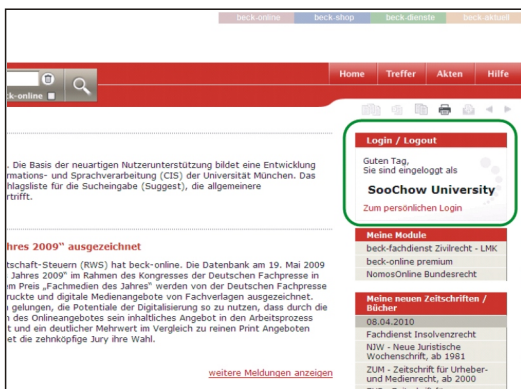 beck-online beck-shop beck-dienste beck-aktuell
Home Treffer Akten Hilfe
ck-online
Login / Logout
Guten Tag,
Sie sind eingeloggt als
SooChow University
Zum persönlichen Login
. Die Basis der neuartigen Nutzerunterstützung bildet eine Entwicklung
rmations- und Sprachverarbeitung (CIS) der Universität München. Das
hlagsliste für die Sucheingabe (Suggest), die allgemeinere
rtrifft.
hres 2009" ausgezeichnet
tschaft-Steuern (RWS) hat beck-online. Die Datenbank am 19. Mai 2009
Jahres 2009" im Rahmen des Kongresses der Deutschen Fachpresse in
em Preis „Fachmedien des Jahres" werden von der Deutschen Fachpresse
ruckte und digitale Medienangebote von Fachverlagen ausgezeichnet.
gelungen, die Potentiale der Digitalisierung so zu nutzen, dass durch die
n des Onlineangebotes sein inhaltliches Angebot in den Arbeitsprozess
t und ein deutlicher Mehrwert im Vergleich zu reinen Print Angeboten
et die zehnköpfige Jury ihre Wahl.
weitere Meldungen anzeigen
Meine Module
beck-fachdienst Zivilrecht - LMK
beck-online premium
NomosOnline Bundesrecht
Meine neuen Zeitschriften /
Bücher
08.04.2010
Fachdienst Insolvenzrecht
NJW - Neue Juristische
Wochenschrift, ab 1981
ZUM - Zeitschrift für Urheber-
und Medienrecht, ab 2000